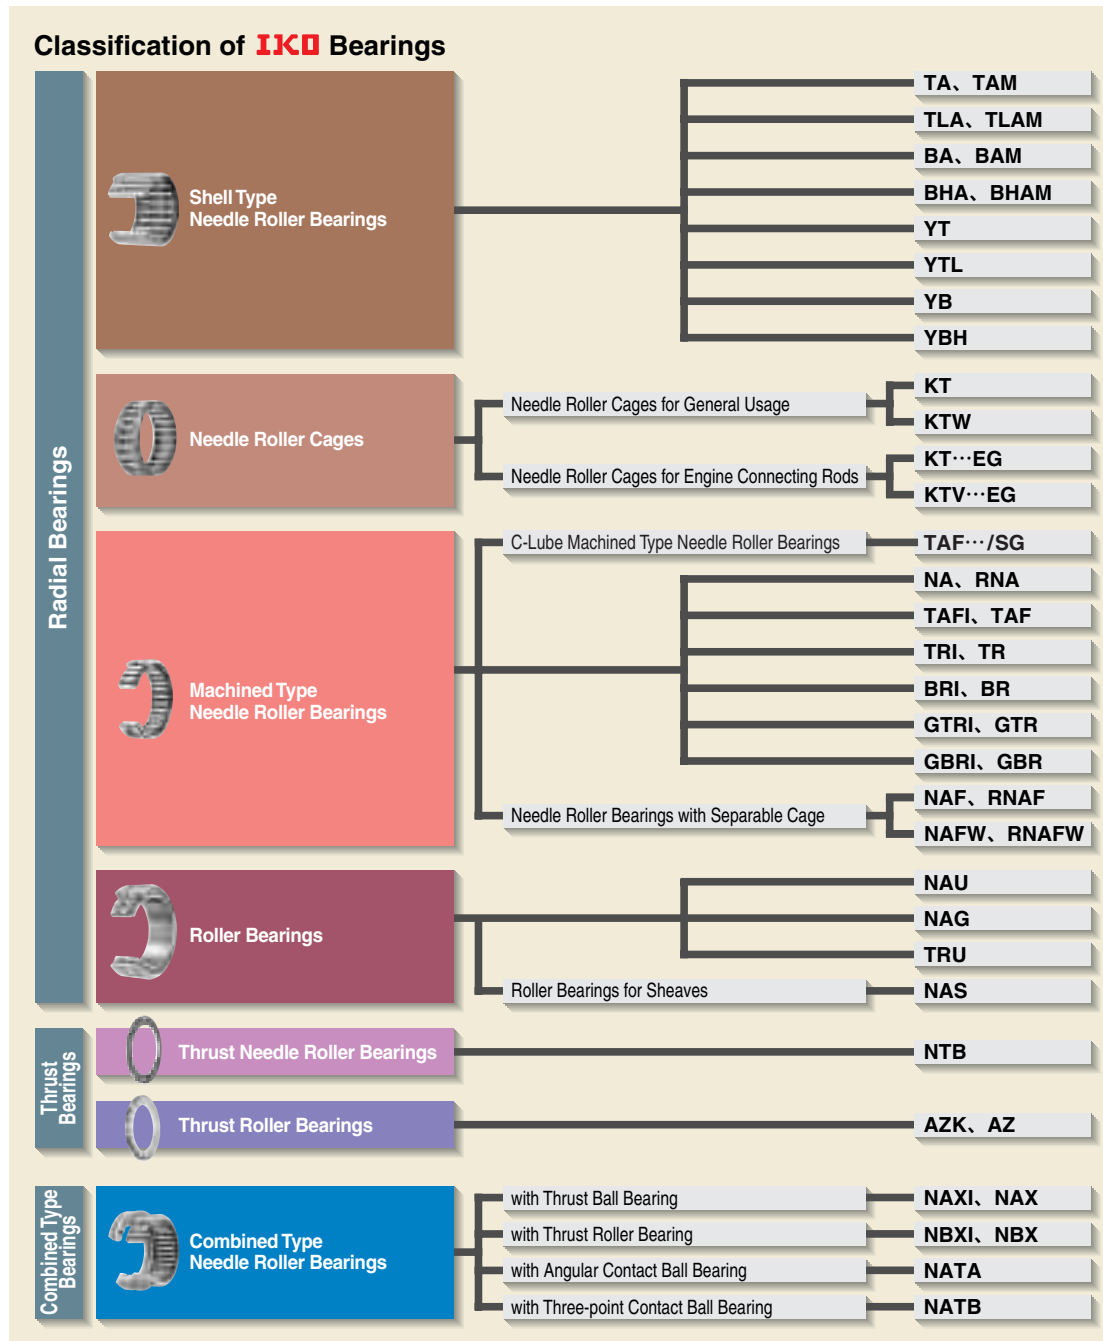 Classification of IKO Bearings
Radial Bearings
Shell Type
Needle Roller Bearings
TA、TAM
TLA、TLAM
BA、BAM
BHA、BHAM
YT
YTL
YB
YBH
Needle Roller Cages
Needle Roller Cages for General Usage
KT
KTW
Needle Roller Cages for Engine Connecting Rods
KT···EG
KTV···EG
Machined Type
Needle Roller Bearings
C-Lube Machined Type Needle Roller Bearings
TAF···/SG
NA、RNA
TAFI、TAF
TRI、TR
BRI、BR
GTRI、GTR
GBRI、GBR
Needle Roller Bearings with Separable Cage
NAF、RNAF
NAFW、RNAFW
Roller Bearings
NAU
NAG
TRU
Roller Bearings for Sheaves
NAS
Thrust
Bearings
Thrust Needle Roller Bearings
NTB
Thrust Roller Bearings
AZK、AZ
Combined Type
Bearings
Combined Type
Needle Roller Bearings
with Thrust Ball Bearing
NAXI、NAX
with Thrust Roller Bearing
NBXI、NBX
with Angular Contact Ball Bearing
NATA
with Three-point Contact Ball Bearing
NATB